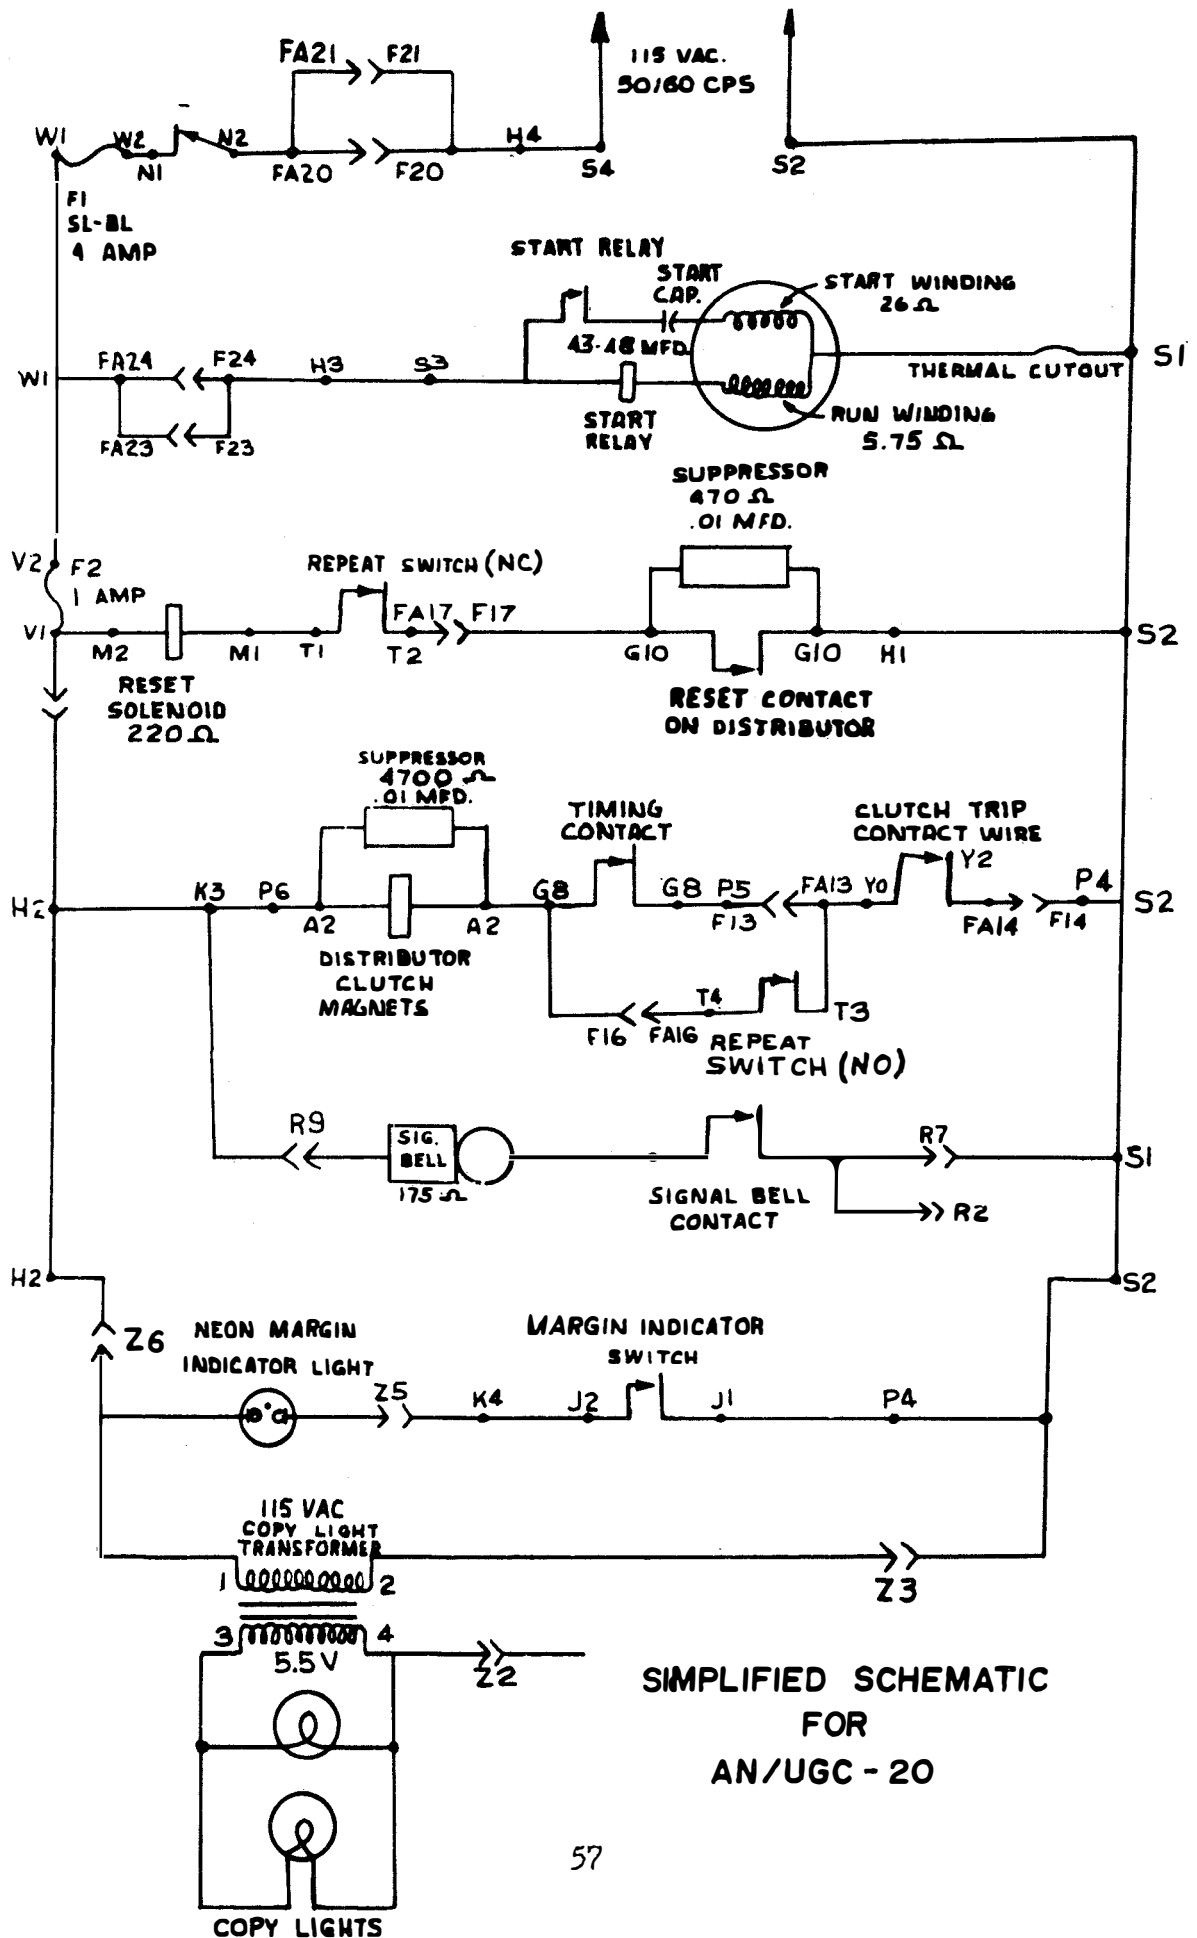 FA21 F21
115 VAC.
50/60 CPS
W1 W2 N2 H4
N1 FA20 F20 S4 S2
F1
SL-BL
4 AMP
START RELAY
START
CAP.
START WINDING
26 Ω
43-48 MFD.
W1 FA24 F24 H3 S3 S1
THERMAL CUTOUT
FA23 F23
START
RELAY
RUN WINDING
5.75 Ω
SUPPRESSOR
470 Ω
.01 MFD.
V2 F2
1 AMP
REPEAT SWITCH (NC)
FA17 F17
V1 M2 M1 T1 T2 G10 G10 H1 S2
RESET
SOLENOID
220 Ω
RESET CONTACT
ON DISTRIBUTOR
SUPPRESSOR
4700 Ω
.01 MFD.
TIMING
CONTACT
CLUTCH TRIP
CONTACT WIRE
Y2
H2 K3 P6 A2 A2 G8 G8 P5 FA13 Y0 P4 S2
F13 FA14 F14
DISTRIBUTOR
CLUTCH
MAGNETS
F16 FA16 T4 T3
REPEAT
SWITCH (NO)
R9 SIG.
BELL
175 Ω
R7 S1
SIGNAL BELL
CONTACT
R2
H2 S2
Z6
NEON MARGIN
INDICATOR LIGHT
MARGIN INDICATOR
SWITCH
Z5 K4 J2 J1 P4
115 VAC
COPY LIGHT
TRANSFORMER
1 2 Z3
3 4
5.5V Z2
SIMPLIFIED SCHEMATIC
FOR
AN/UGC-20
57
COPY LIGHTS